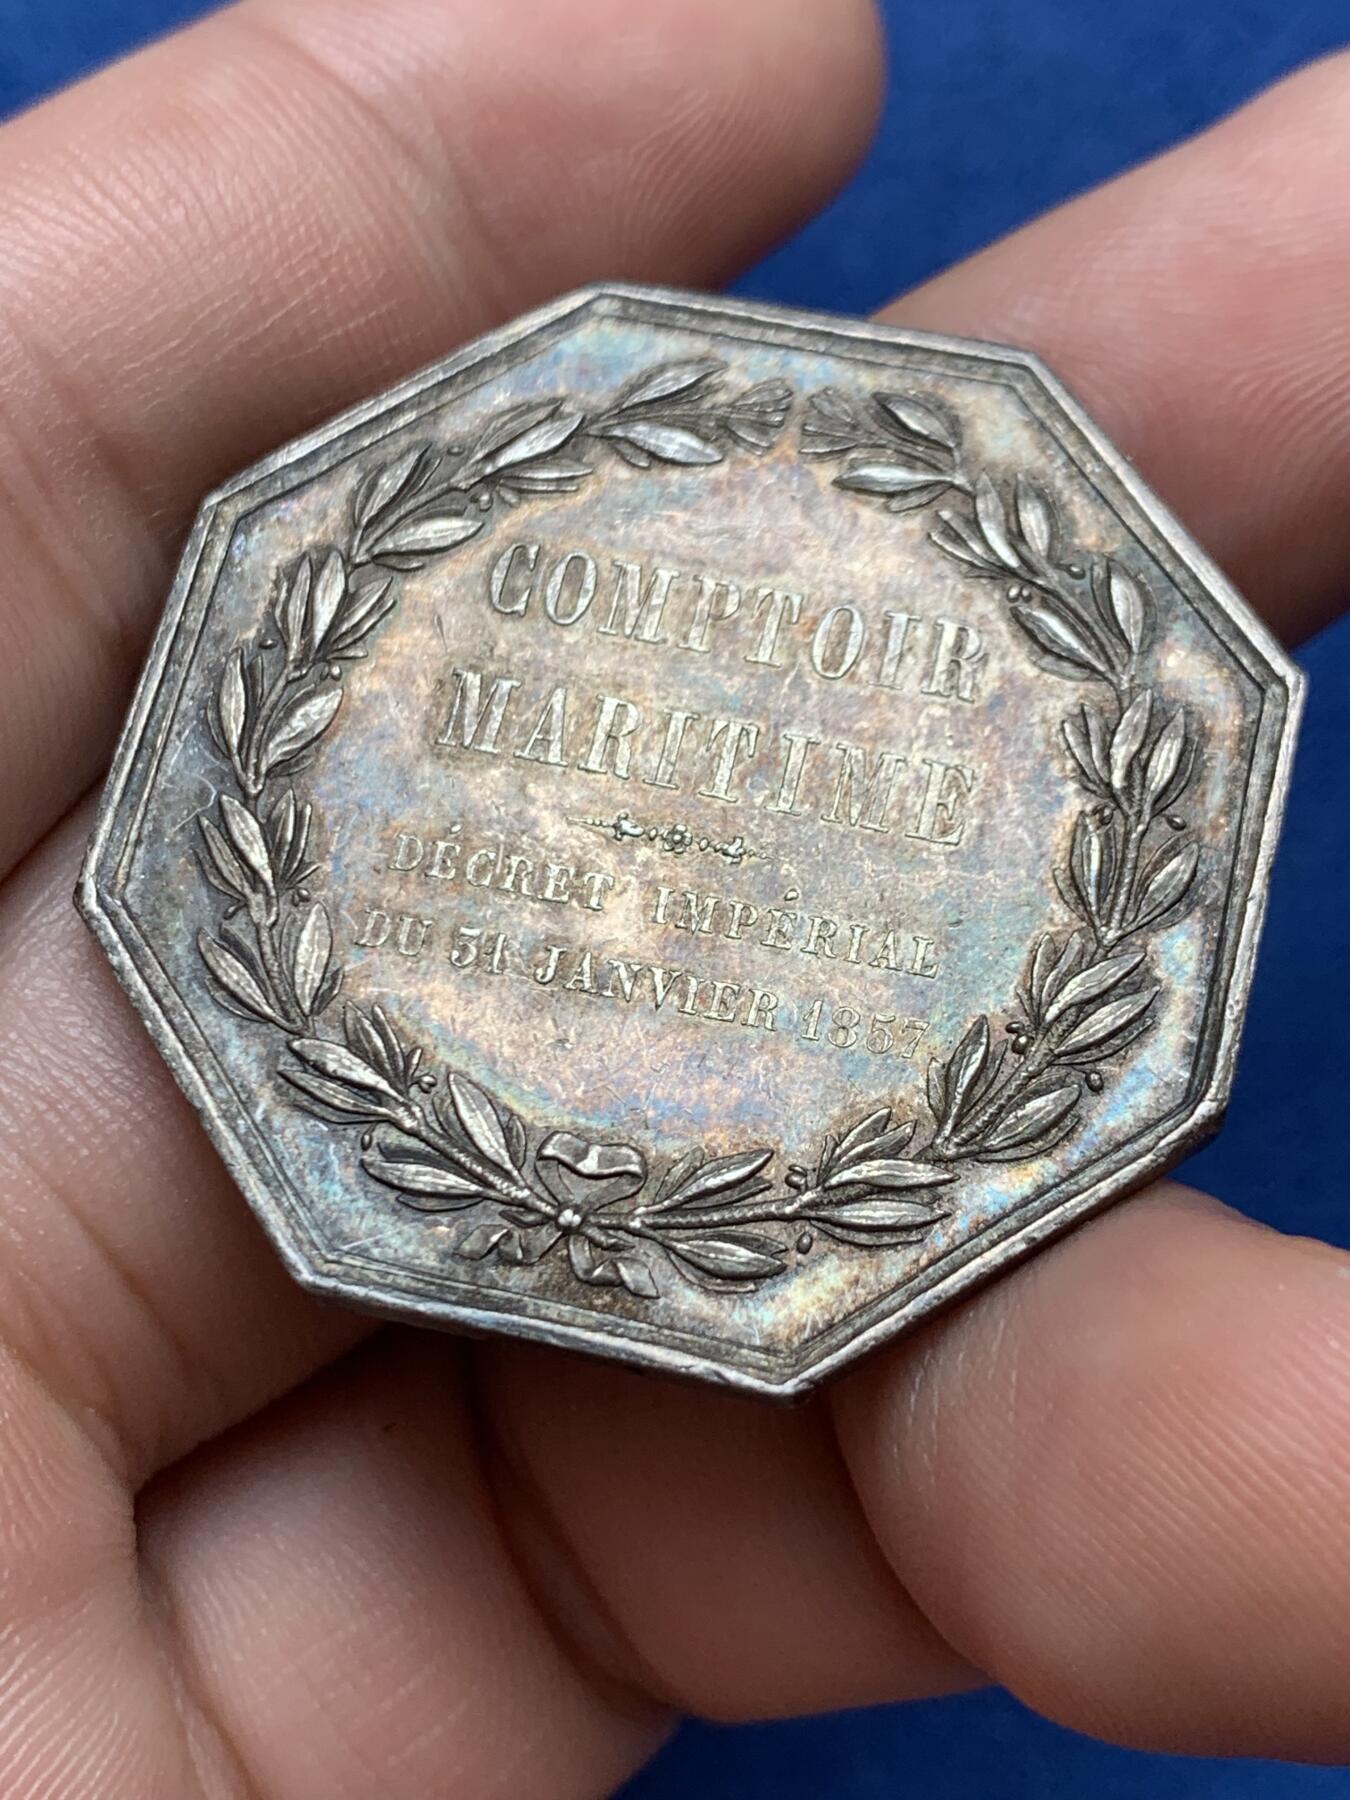 COMPTOIR
MARITIME
DÉCRET IMPÉRIAL
DU 31 JANVIER 1857